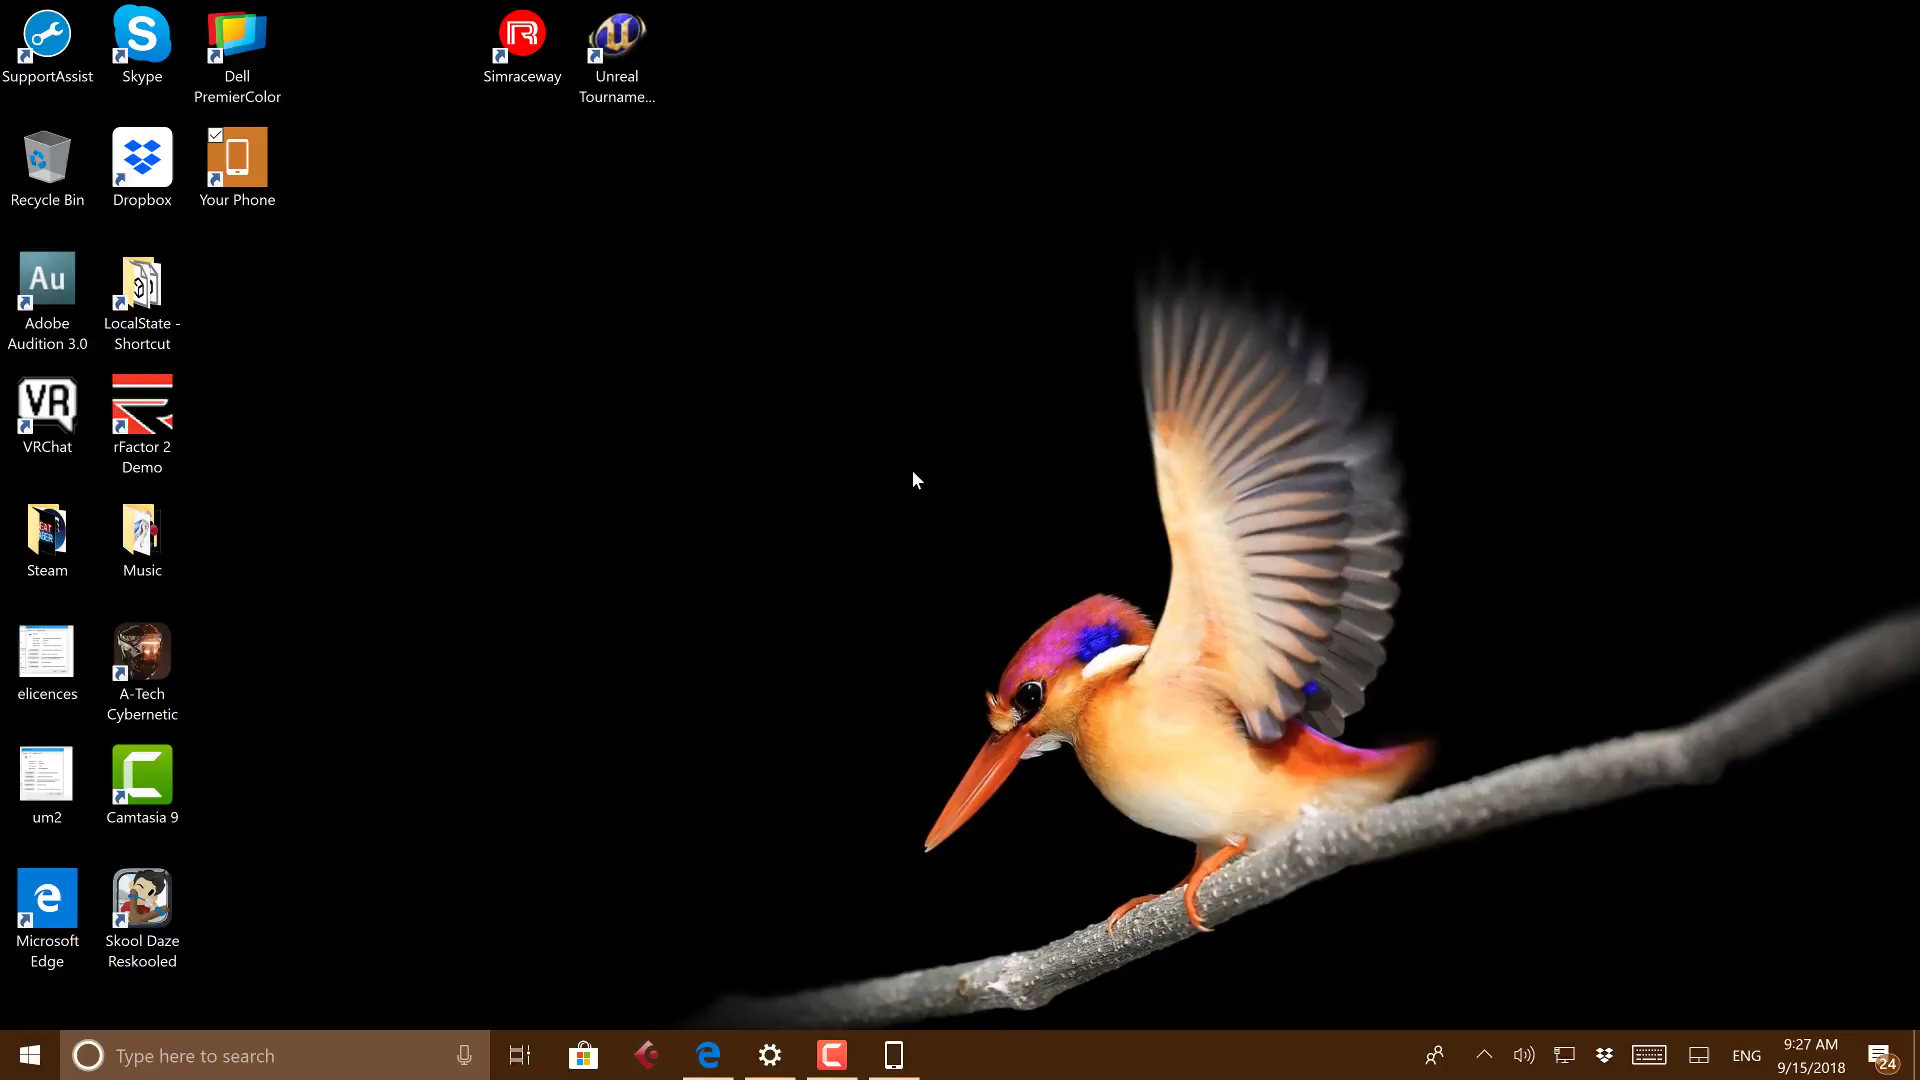 SupportAssist
Skype
Dell
PremierColor
Simraceway
Unreal
Tourname...
Recycle Bin
Dropbox
Your Phone
Au
Adobe
Audition 3.0
LocalState -
Shortcut
VR
VRChat
rFactor 2
Demo
Steam
Music
elicences
A-Tech
Cybernetic
um2
Camtasia 9
Microsoft
Edge
Skool Daze
Reskooled
Type here to search
ENG
9:27 AM
9/15/2018
24